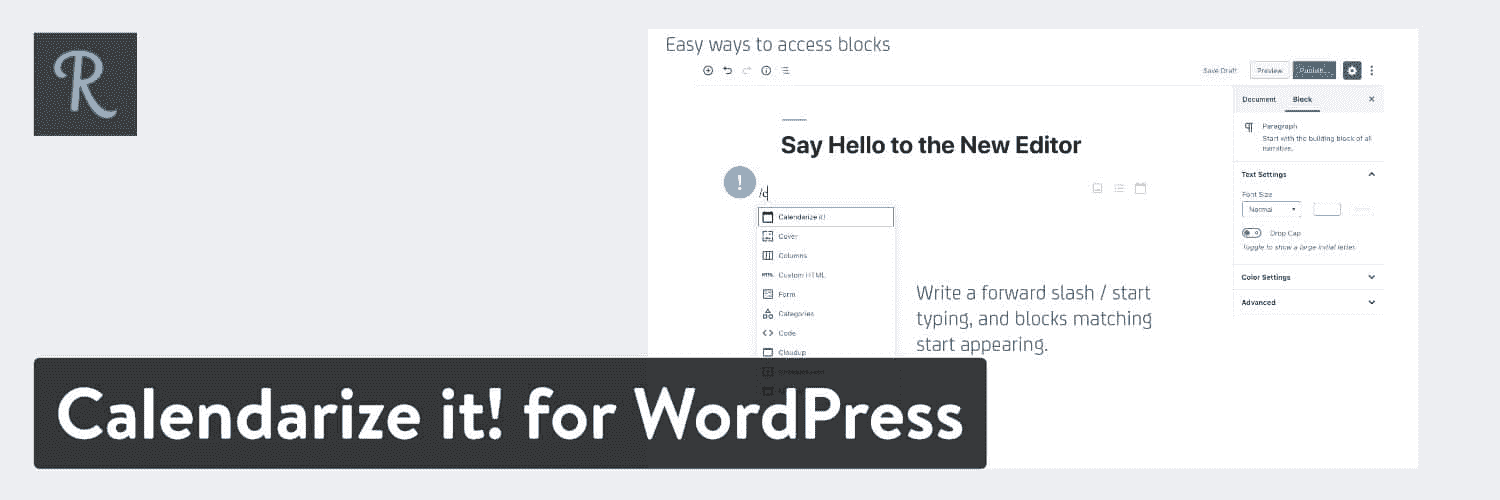 R
Easy ways to access blocks
Save Draft
Preview
Publish...
Document
Block
Paragraph
Start with the building block of all
narrative.
Say Hello to the New Editor
!
/c
Calendarize it!
Cover
Columns
HTML Custom HTML
Form
Categories
Code
Cloudup
Text Settings
Font Size
Normal
Drop Cap
Toggle to show a large initial letter.
Color Settings
Advanced
Write a forward slash / start
typing, and blocks matching
start appearing.
Calendarize it! for WordPress